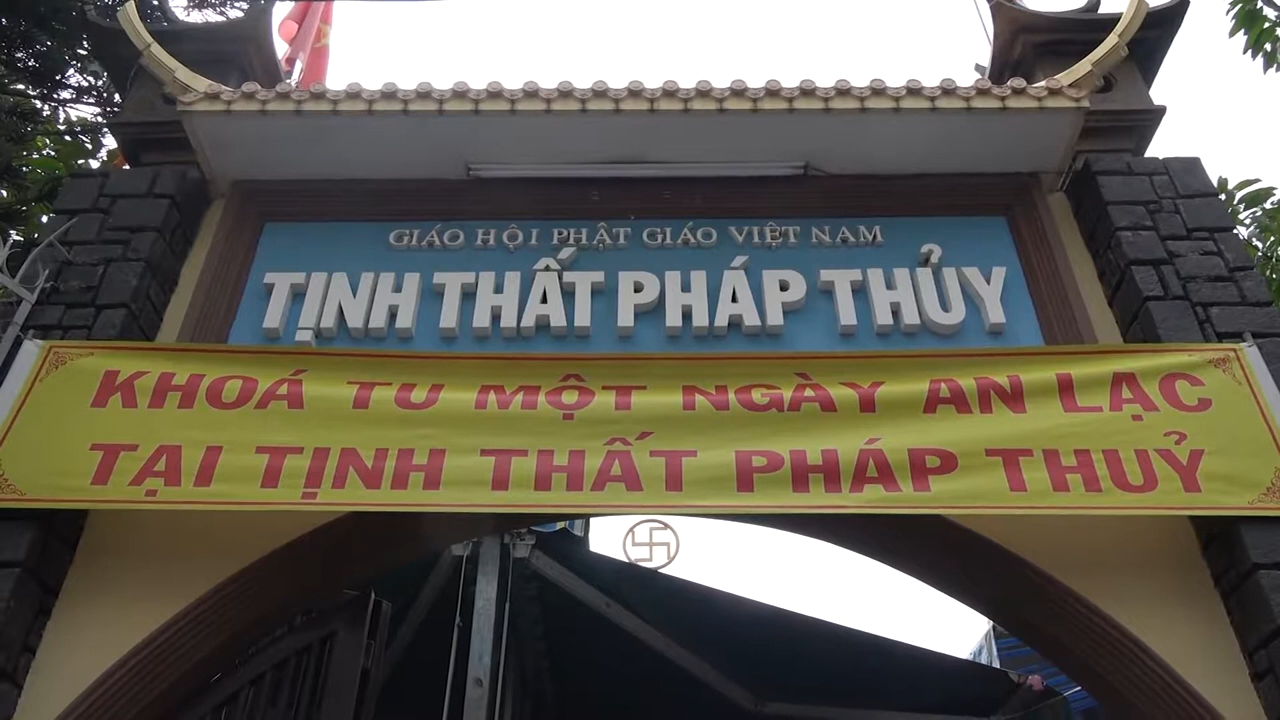 GIÁO HỘI PHẬT GIÁO VIỆT NAM
TỊNH THẤT PHÁP THỦY
KHOÁ TU MỘT NGÀY AN LẠC
TẠI TỊNH THẤT PHÁP THUỶ